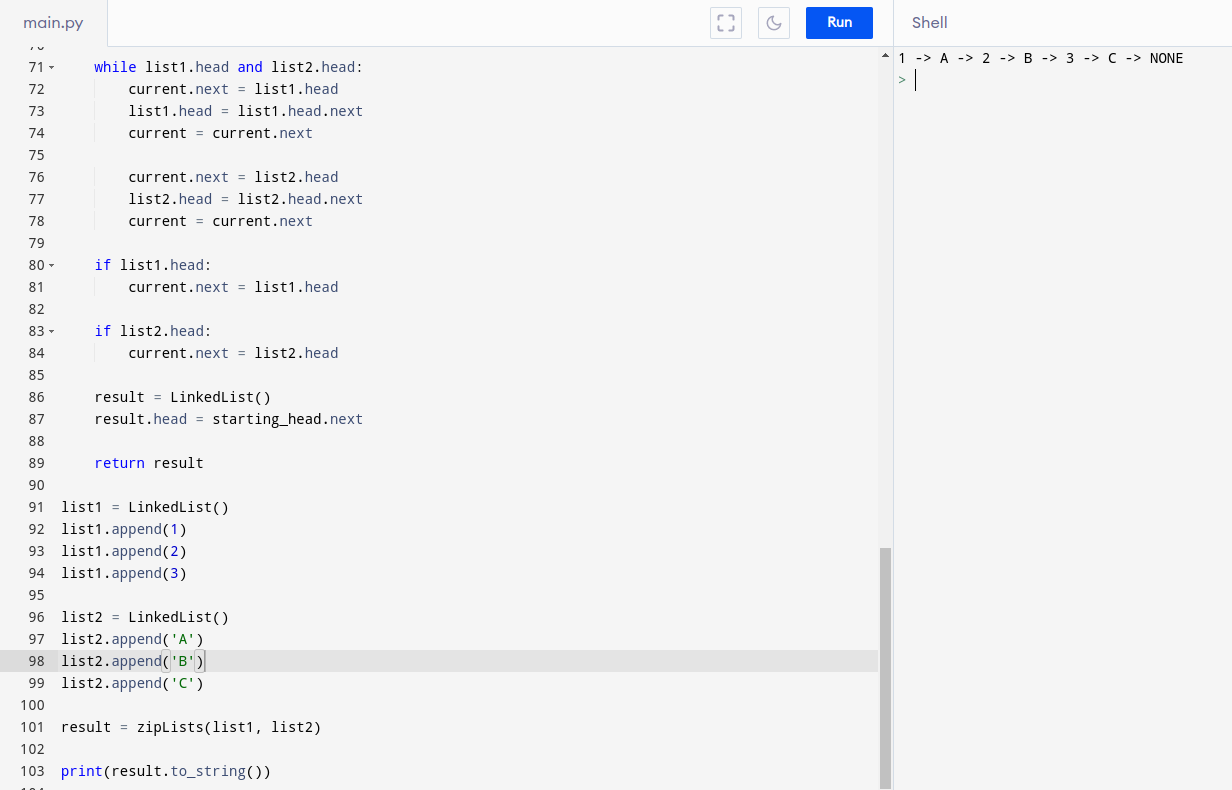 main.py
Run
Shell
71 while list1.head and list2.head:
72 current.next = list1.head
73 list1.head = list1.head.next
74 current = current.next
75
76 current.next = list2.head
77 list2.head = list2.head.next
78 current = current.next
79
80 if list1.head:
81 current.next = list1.head
82
83 if list2.head:
84 current.next = list2.head
85
86 result = LinkedList()
87 result.head = starting_head.next
88
89 return result
90
91 list1 = LinkedList()
92 list1.append(1)
93 list1.append(2)
94 list1.append(3)
95
96 list2 = LinkedList()
97 list2.append('A')
98 list2.append('B')
99 list2.append('C')
100
101 result = zipLists(list1, list2)
102
103 print(result.to_string())
1 -> A -> 2 -> B -> 3 -> C -> NONE
>